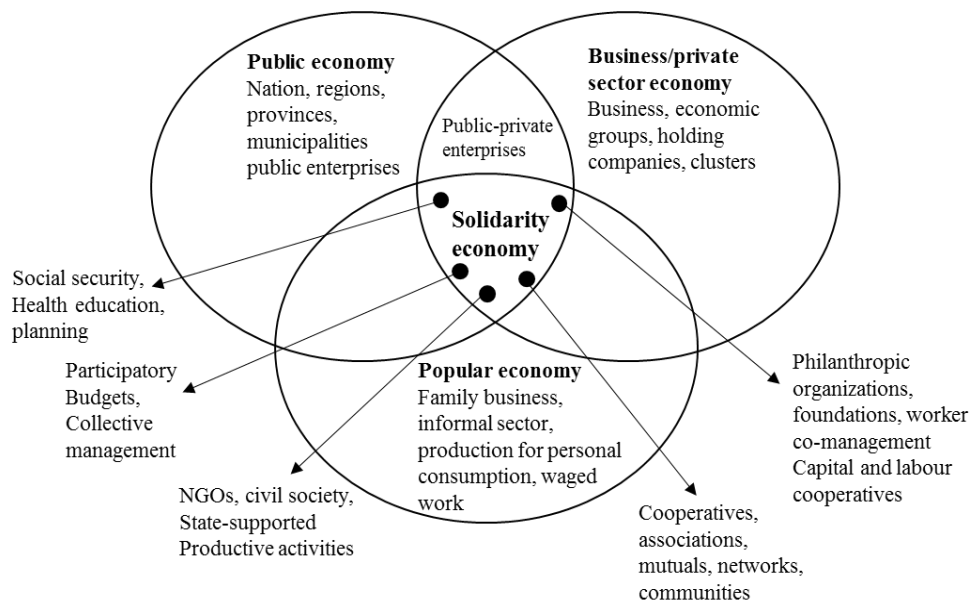 Public economy
Nation, regions,
provinces,
municipalities
public enterprises
Business/private
sector economy
Business, economic
groups, holding
companies, clusters
Public-private
enterprises
Solidarity
economy
Social security,
Health education,
planning
Participatory
Budgets,
Collective
management
NGOs, civil society,
State-supported
Productive activities
Popular economy
Family business,
informal sector,
production for personal
consumption, waged
work
Cooperatives,
associations,
mutuals, networks,
communities
Philanthropic
organizations,
foundations, worker
co-management
Capital and labour
cooperatives